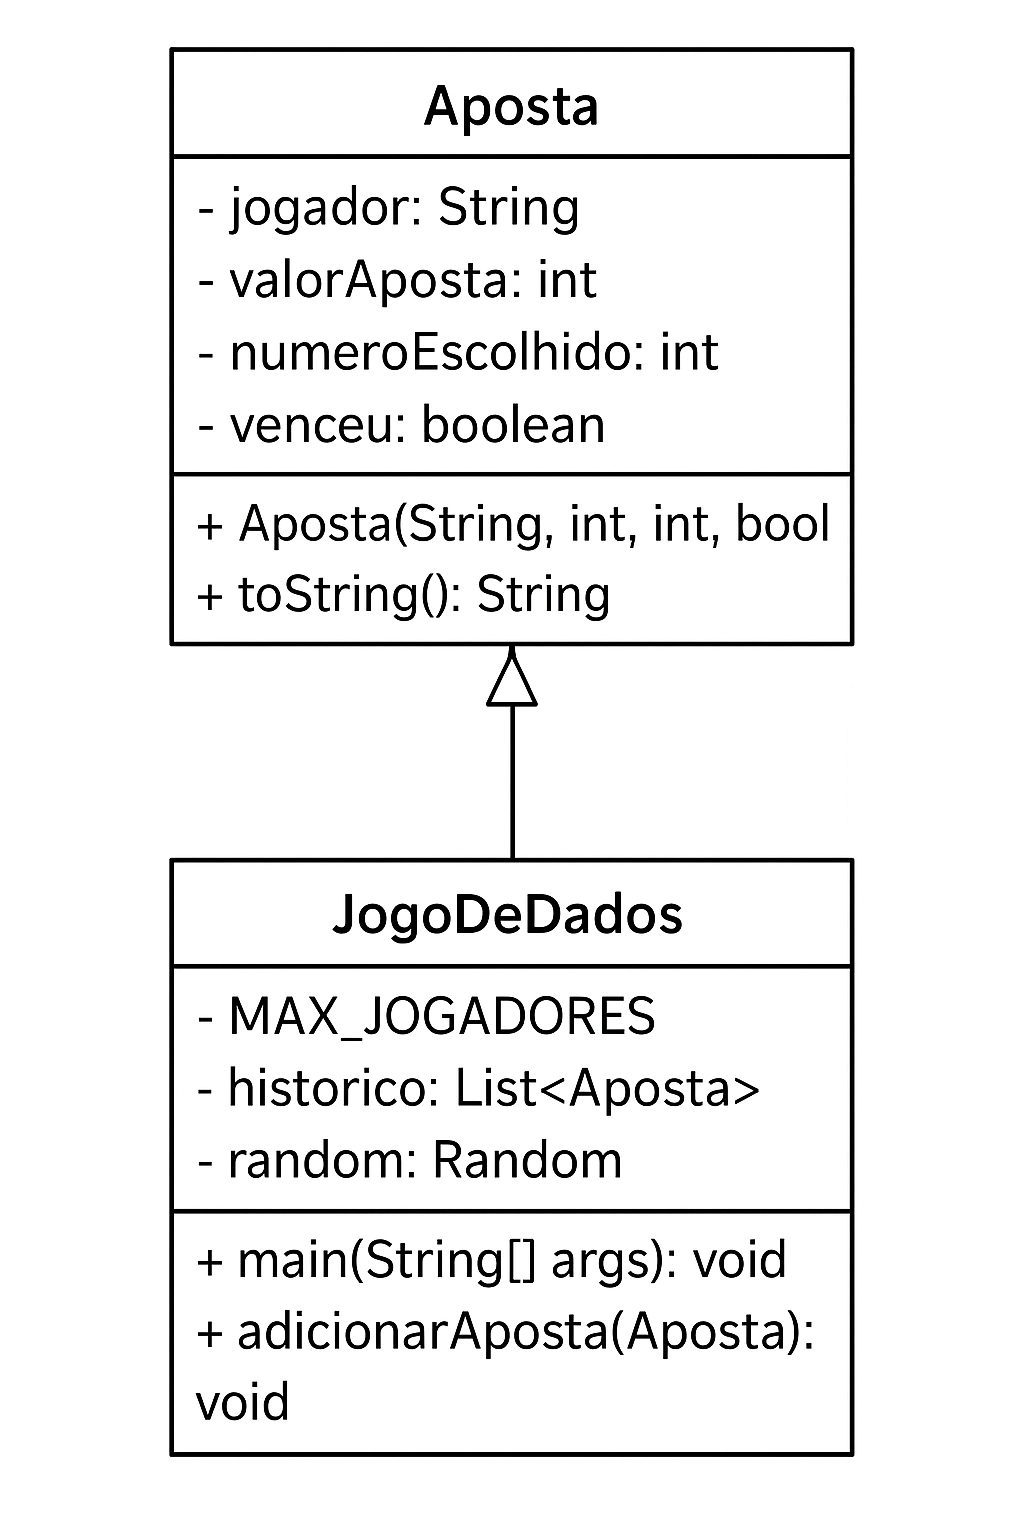 Aposta
- jogador: String
- valorAposta: int
- numeroEscolhido: int
- venceu: boolean
+ Aposta(String, int, int, bool
+ toString(): String
JogoDeDados
- MAX_JOGADORES
- historico: List<Aposta>
- random: Random
+ main(String[] args): void
+ adicionarAposta(Aposta):
void